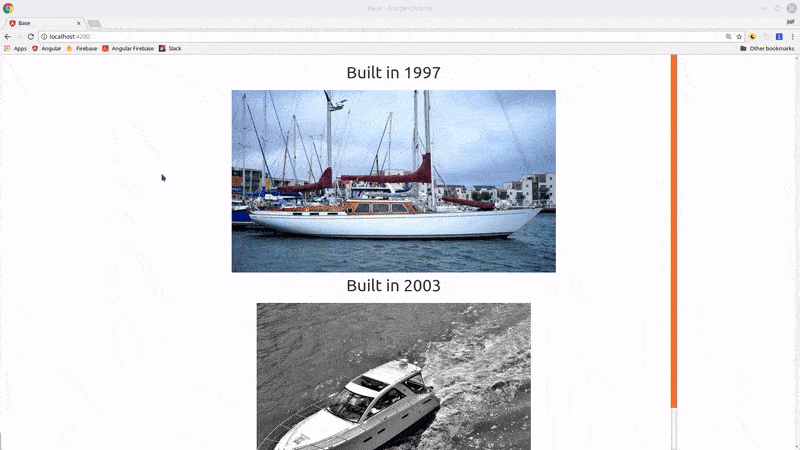 Base - Google Chrome
Base
Jeff
localhost:4200
Apps Angular Firebase Angular Firebase Slack Other bookmarks
Built in 1997
Built in 2003